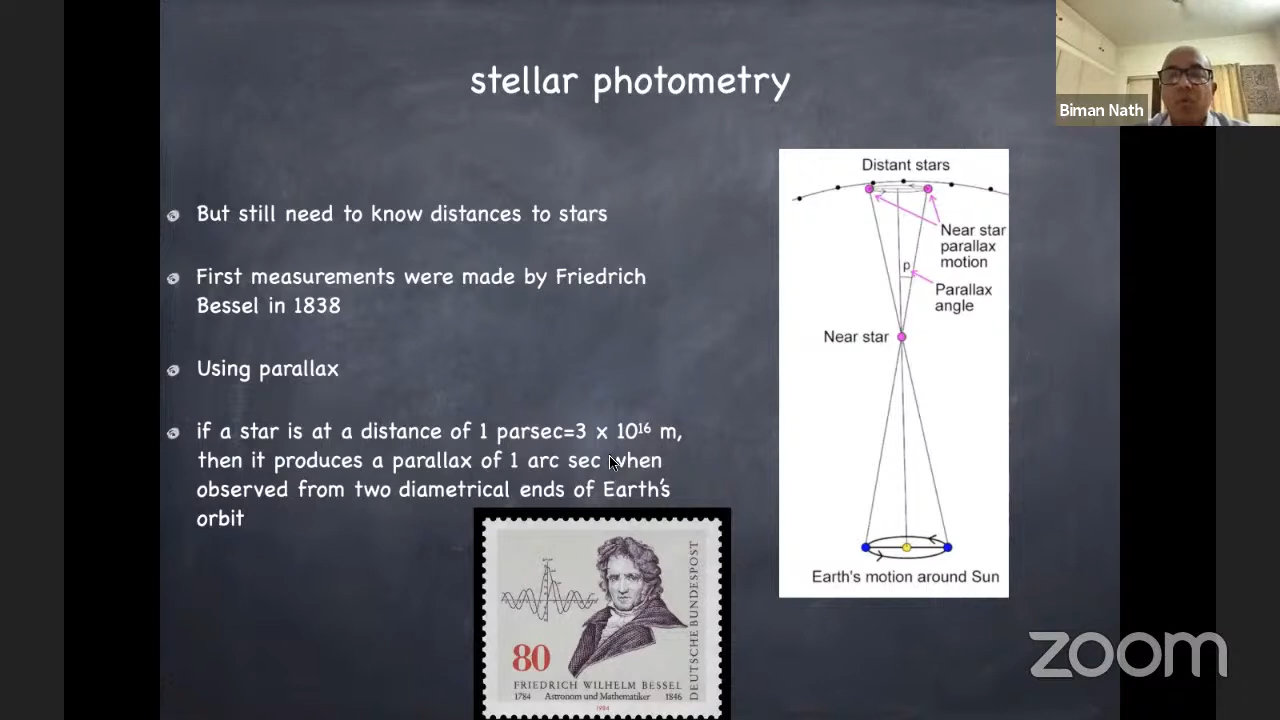 stellar photometry
Biman Nath
But still need to know distances to stars
First measurements were made by Friedrich
Bessel in 1838
Using parallax
if a star is at a distance of 1 parsec=3 x 10¹⁶ m,
then it produces a parallax of 1 arc sec when
observed from two diametrical ends of Earth's
orbit
Distant stars
Near star
parallax
motion
p
Parallax
angle
Near star
Earth's motion around Sun
80
DEUTSCHE BUNDESPOST
FRIEDRICH WILHELM BESSEL
1784 Astronom und Mathematiker 1846
1984
zoom